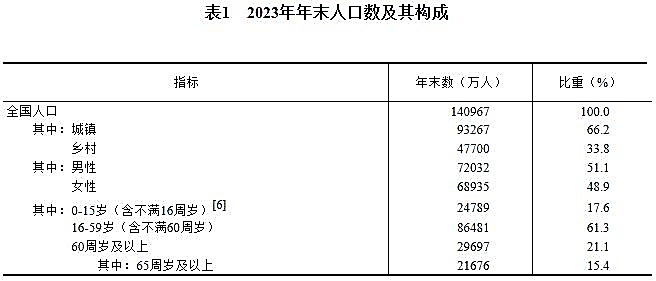 表1 2023年年末人口数及其构成
指标 年末数（万人） 比重（%）
全国人口 140967 100.0
其中：城镇 93267 66.2
乡村 47700 33.8
其中：男性 72032 51.1
女性 68935 48.9
其中：0-15岁（含不满16周岁）[6] 24789 17.6
16-59岁（含不满60周岁） 86481 61.3
60周岁及以上 29697 21.1
其中：65周岁及以上 21676 15.4